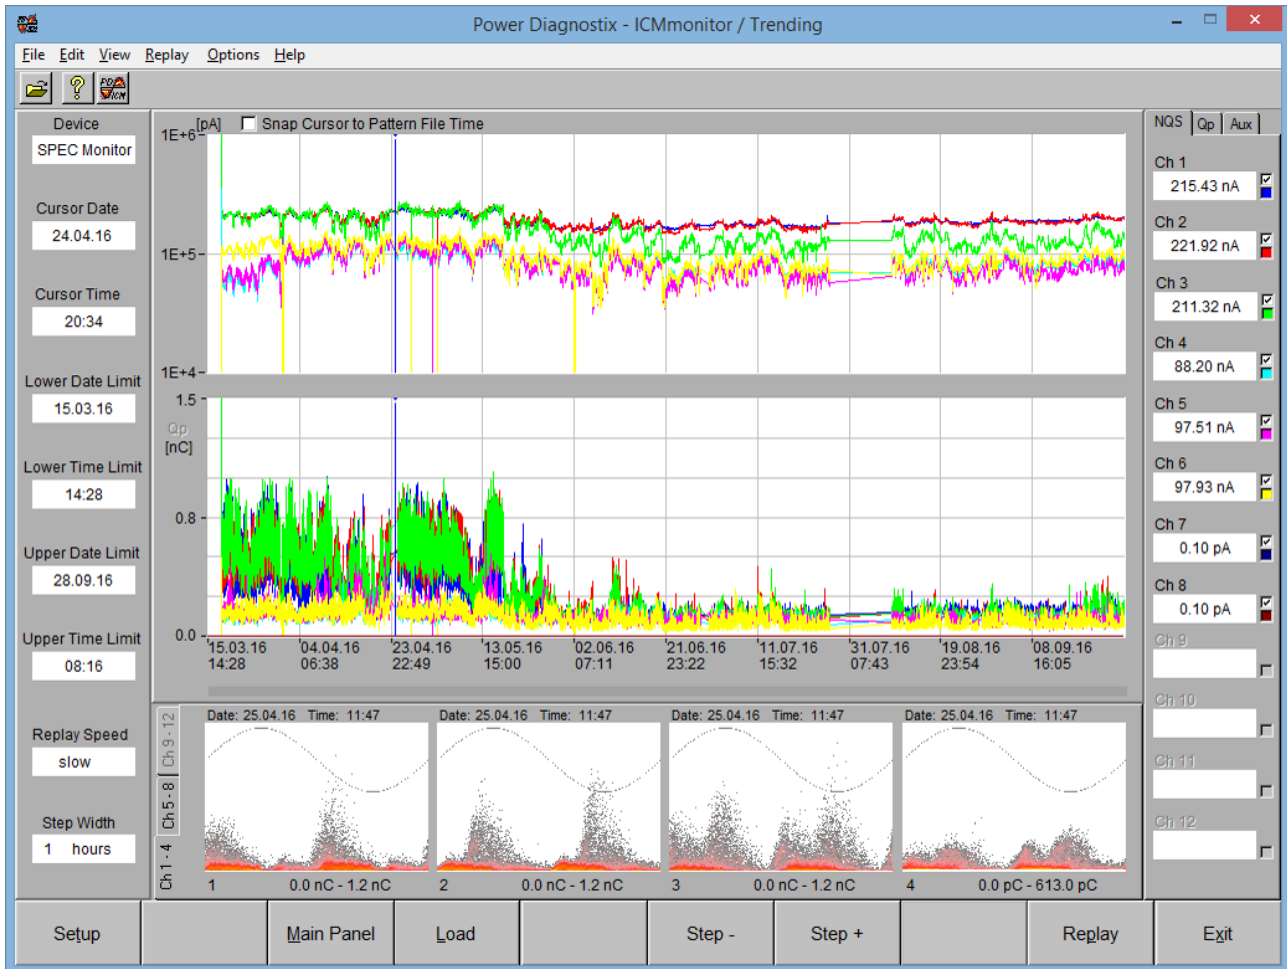 Power Diagnostix - ICMmonitor / Trending
File Edit View Replay Options Help
Device
SPEC Monitor
Cursor Date
24.04.16
Cursor Time
20:34
Lower Date Limit
15.03.16
Lower Time Limit
14:28
Upper Date Limit
28.09.16
Upper Time Limit
08:16
Replay Speed
slow
Step Width
1 hours
[pA] Snap Cursor to Pattern File Time
1E+6
1E+5
1E+4
1.5
Qp
[nC]
0.8
0.0
15.03.16 04.04.16 23.04.16 13.05.16 02.06.16 21.06.16 11.07.16 31.07.16 19.08.16 08.09.16
14:28 06:38 22:49 15:00 07:11 23:22 15:32 07:43 23:54 16:05
Ch 9 - 12
Ch 5 - 8
Ch 1 - 4
Date: 25.04.16 Time: 11:47
1 0.0 nC - 1.2 nC
Date: 25.04.16 Time: 11:47
2 0.0 nC - 1.2 nC
Date: 25.04.16 Time: 11:47
3 0.0 nC - 1.2 nC
Date: 25.04.16 Time: 11:47
4 0.0 pC - 613.0 pC
NQS Qp Aux
Ch 1
215.43 nA
Ch 2
221.92 nA
Ch 3
211.32 nA
Ch 4
88.20 nA
Ch 5
97.51 nA
Ch 6
97.93 nA
Ch 7
0.10 pA
Ch 8
0.10 pA
Ch 9
Ch 10
Ch 11
Ch 12
Setup Main Panel Load Step - Step + Replay Exit